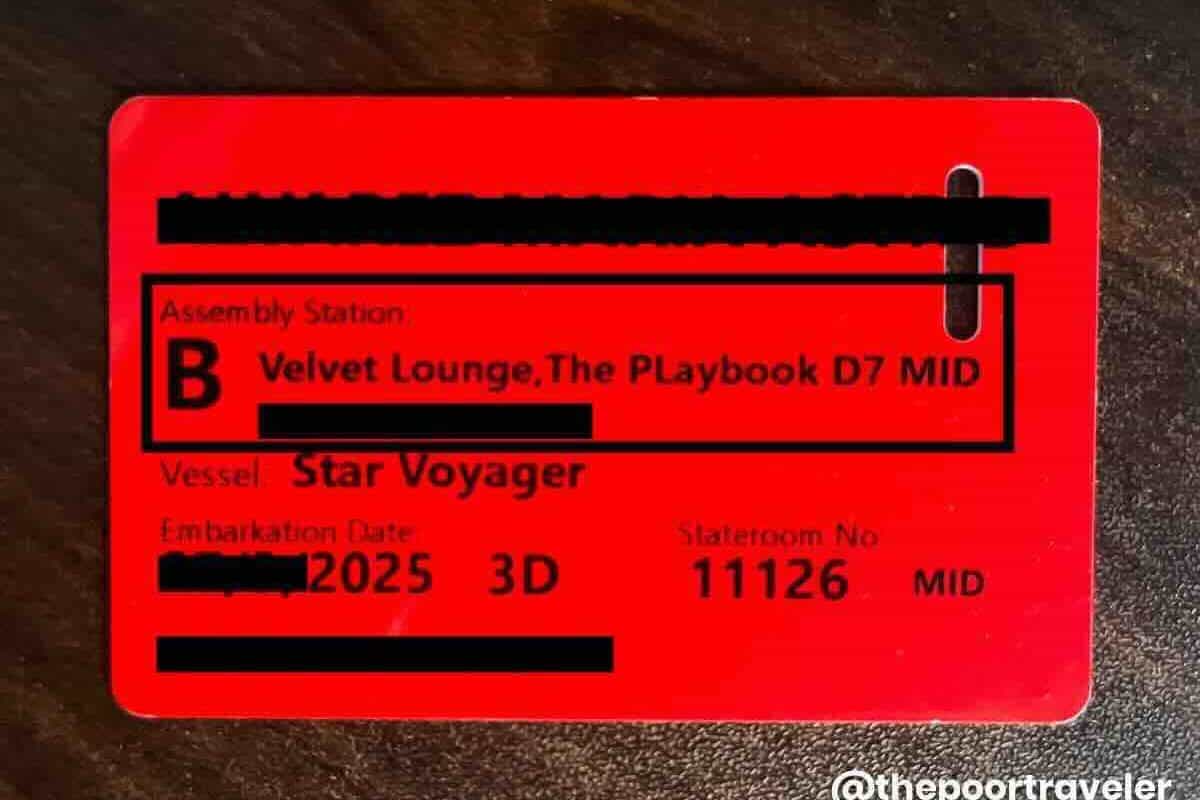 Assembly Station:
B Velvet Lounge,The PLaybook D7 MID
Vessel: Star Voyager
Embarkation Date Stateroom No
2025 3D 11126 MID
@thepoortraveler